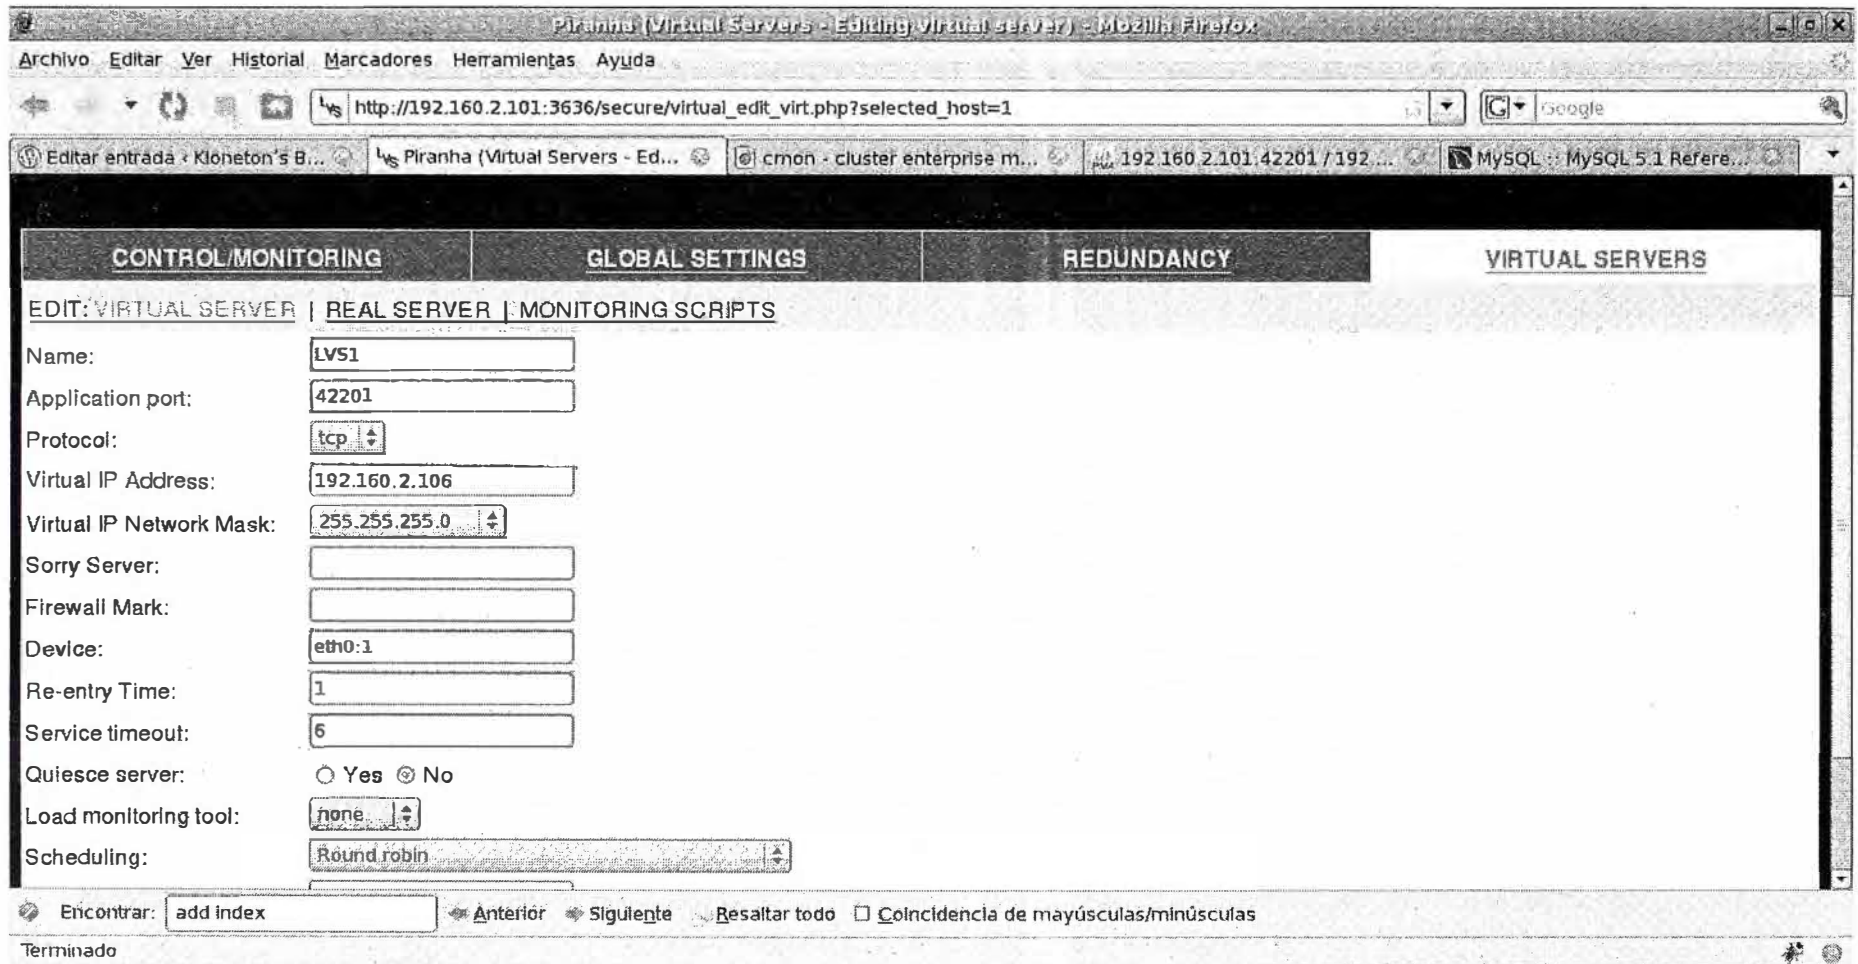 Piranha (Virtual Servers - Editing virtual server) - Mozilla Firefox
Archivo Editar Ver Historial Marcadores Herramientas Ayuda
http://192.160.2.101:3636/secure/virtual_edit_virt.php?selected_host=1 Google
Editar entrada ‹ Kloneton's B... Piranha (Virtual Servers - Ed... cmon - cluster enterprise m... 192.160.2.101:42201 / 192.... MySQL :: MySQL 5.1 Refere...
CONTROL/MONITORING GLOBAL SETTINGS REDUNDANCY VIRTUAL SERVERS
EDIT: VIRTUAL SERVER | REAL SERVER | MONITORING SCRIPTS
Name: LVS1
Application port: 42201
Protocol: tcp
Virtual IP Address: 192.160.2.106
Virtual IP Network Mask: 255.255.255.0
Sorry Server:
Firewall Mark:
Device: eth0:1
Re-entry Time: 1
Service timeout: 6
Quiesce server: Yes No
Load monitoring tool: none
Scheduling: Round robin
Encontrar: add index Anterior Siguiente Resaltar todo Coincidencia de mayúsculas/minúsculas
Terminado